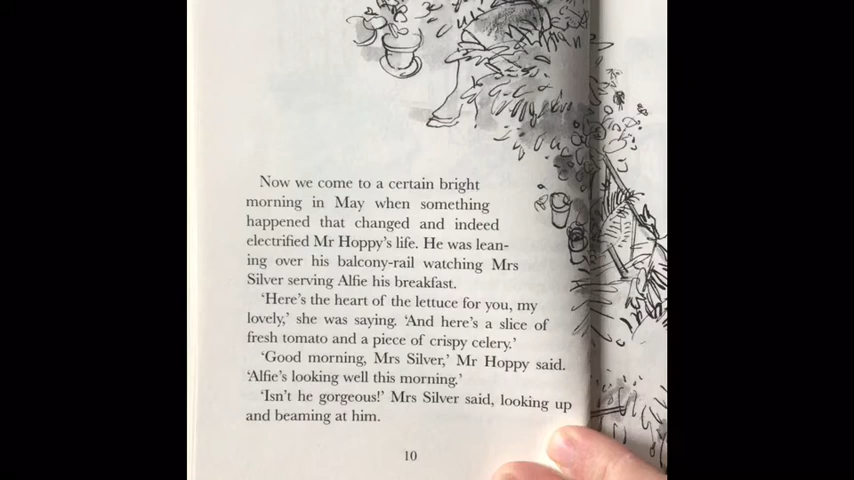 Now we come to a certain bright
morning in May when something
happened that changed and indeed
electrified Mr Hoppy's life. He was lean-
ing over his balcony-rail watching Mrs
Silver serving Alfie his breakfast.
‘Here's the heart of the lettuce for you, my
lovely,’ she was saying. ‘And here's a slice of
fresh tomato and a piece of crispy celery.’
‘Good morning, Mrs Silver,’ Mr Hoppy said.
‘Alfie's looking well this morning.’
‘Isn't he gorgeous!’ Mrs Silver said, looking up
and beaming at him.
10